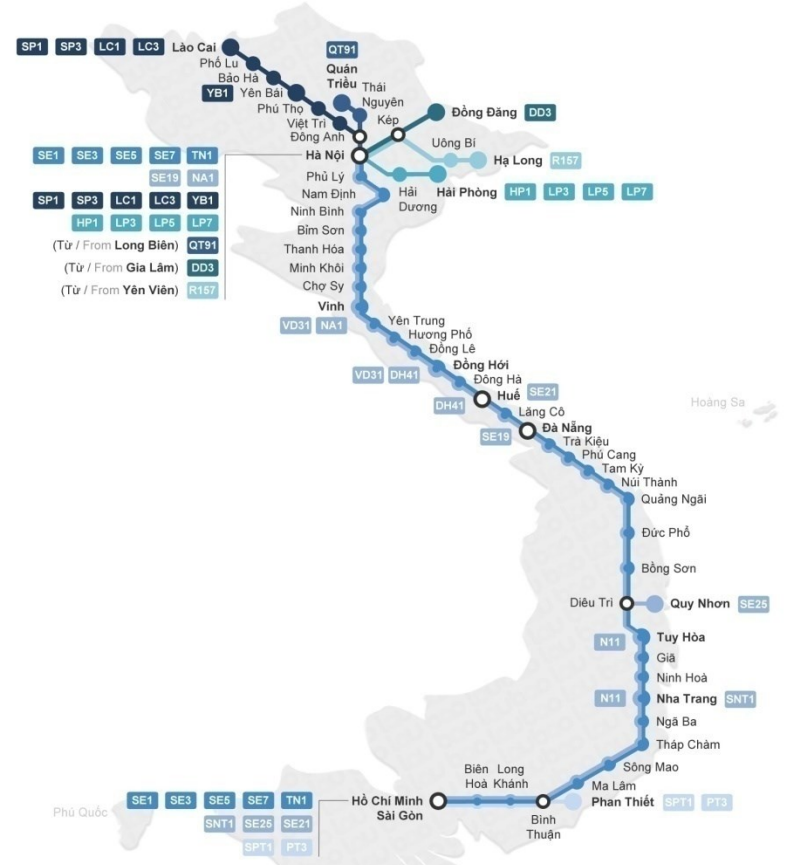 SP1 SP3 LC1 LC3 Lào Cai
Phố Lu
Bảo Hà
YB1 Yên Bái
Phú Thọ
Việt Trì
Đông Anh
QT91
Quán
Triều
Thái
Nguyên
Kép
Đồng Đăng DD3
Uông Bí
Hạ Long R157
Hải
Dương
Hải Phòng HP1 LP3 LP5 LP7
SE1 SE3 SE5 SE7 TN1 Hà Nội
SE19 NA1
SP1 SP3 LC1 LC3 YB1
HP1 LP3 LP5 LP7
(Từ / From Long Biên) QT91
(Từ / From Gia Lâm) DD3
(Từ / From Yên Viên) R157
Phủ Lý
Nam Định
Ninh Bình
Bỉm Sơn
Thanh Hóa
Minh Khôi
Chợ Sy
Vinh
VD31 NA1
Yên Trung
Hương Phố
Đồng Lê
Đồng Hới
VD31 DH41
Đông Hà
Huế SE21
DH41
Lăng Cô
SE19 Đà Nẵng
Trà Kiệu
Phú Cang
Tam Kỳ
Núi Thành
Quảng Ngãi
Đức Phổ
Bồng Sơn
Diêu Trì Quy Nhơn SE25
N11 Tuy Hòa
Giã
Ninh Hoà
N11 Nha Trang SNT1
Ngã Ba
Tháp Chàm
Sông Mao
Ma Lâm
Phan Thiết SPT1 PT3
Bình
Thuận
Long
Khánh
Biên
Hoà
SE1 SE3 SE5 SE7 TN1 Hồ Chí Minh
Sài Gòn
SNT1 SE25 SE21
SPT1 PT3
Hoàng Sa
Phú Quốc